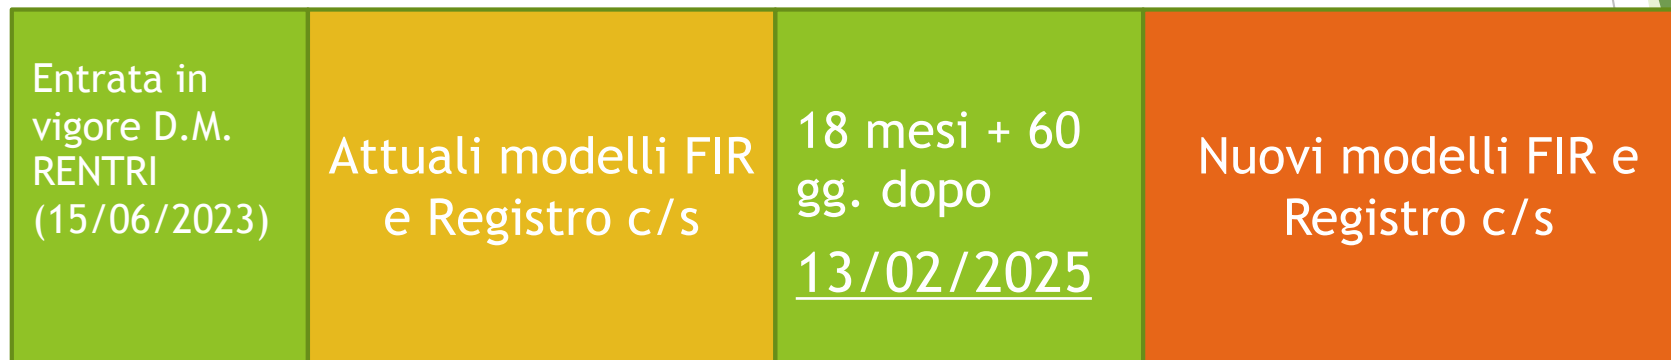 Entrata in
vigore D.M.
RENTRI
(15/06/2023)
Attuali modelli FIR
e Registro c/s
18 mesi + 60
gg. dopo
13/02/2025
Nuovi modelli FIR e
Registro c/s